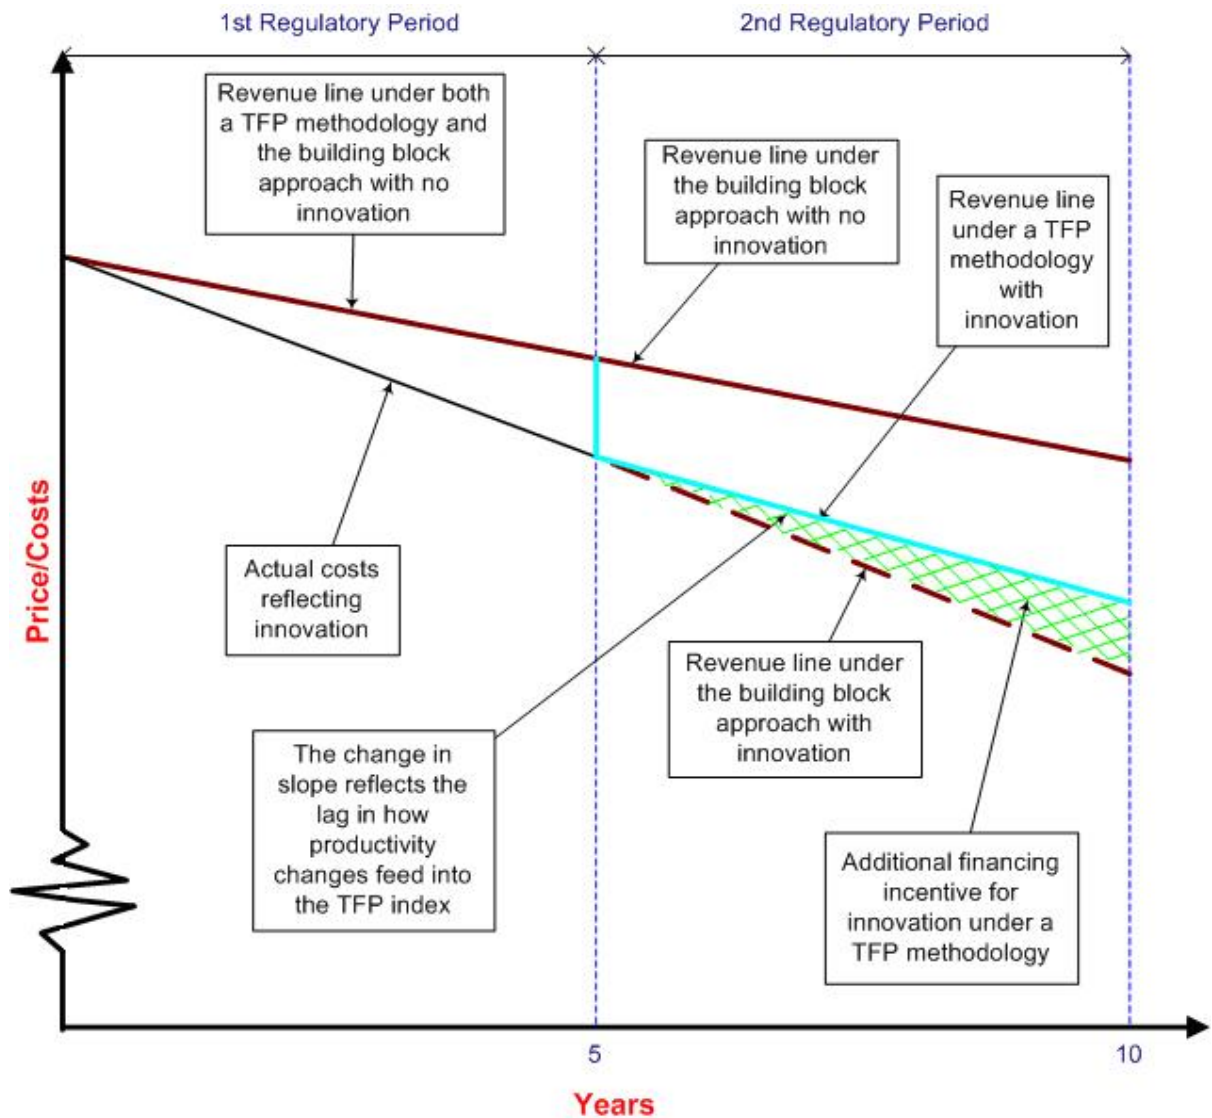 1st Regulatory Period
2nd Regulatory Period
Revenue line under both
a TFP methodology and
the building block
approach with no
innovation
Revenue line under
the building block
approach with no
innovation
Revenue line
under a TFP
methodology
with
innovation
Price/Costs
Actual costs
reflecting
innovation
Revenue line under
the building block
approach with
innovation
The change in
slope reflects the
lag in how
productivity
changes feed into
the TFP index
Additional financing
incentive for
innovation under a
TFP methodology
5
10
Years